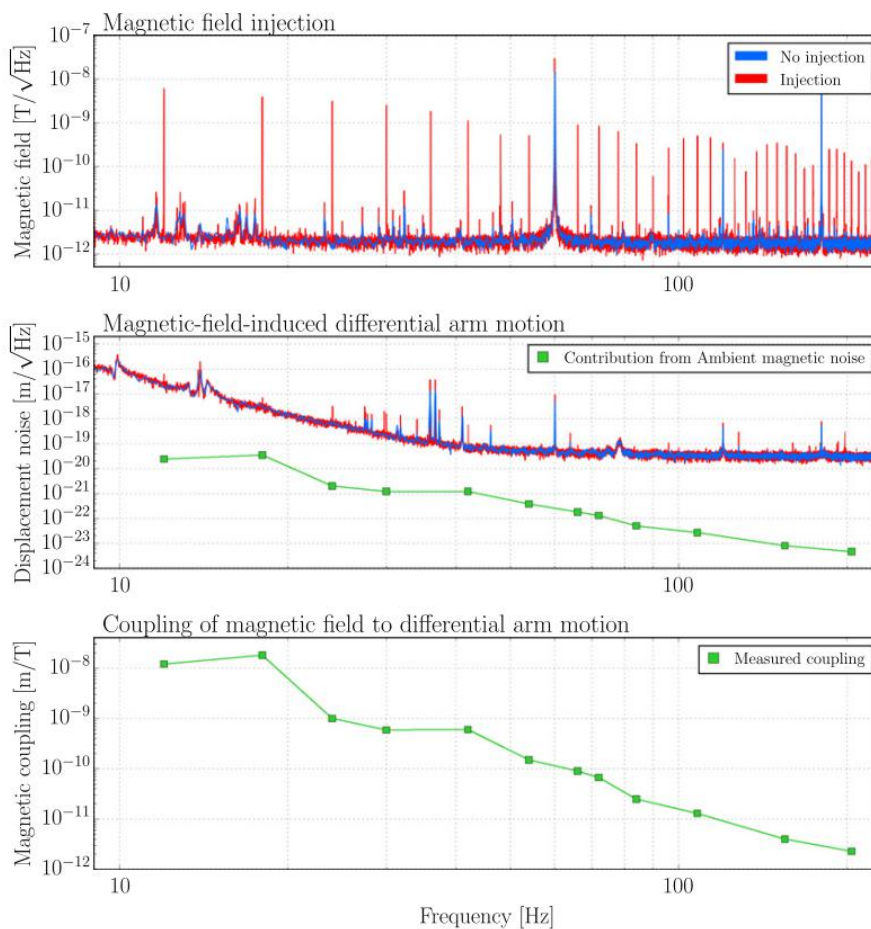 Magnetic field injection
Magnetic field [T/√Hz]
10⁻⁷
10⁻⁸
10⁻⁹
10⁻¹⁰
10⁻¹¹
10⁻¹²
No injection
Injection
10
100
Magnetic-field-induced differential arm motion
Displacement noise [m/√Hz]
10⁻¹⁵
10⁻¹⁶
10⁻¹⁷
10⁻¹⁸
10⁻¹⁹
10⁻²⁰
10⁻²¹
10⁻²²
10⁻²³
10⁻²⁴
Contribution from Ambient magnetic noise
10
100
Coupling of magnetic field to differential arm motion
Magnetic coupling [m/T]
10⁻⁸
10⁻⁹
10⁻¹⁰
10⁻¹¹
10⁻¹²
Measured coupling
10
100
Frequency [Hz]